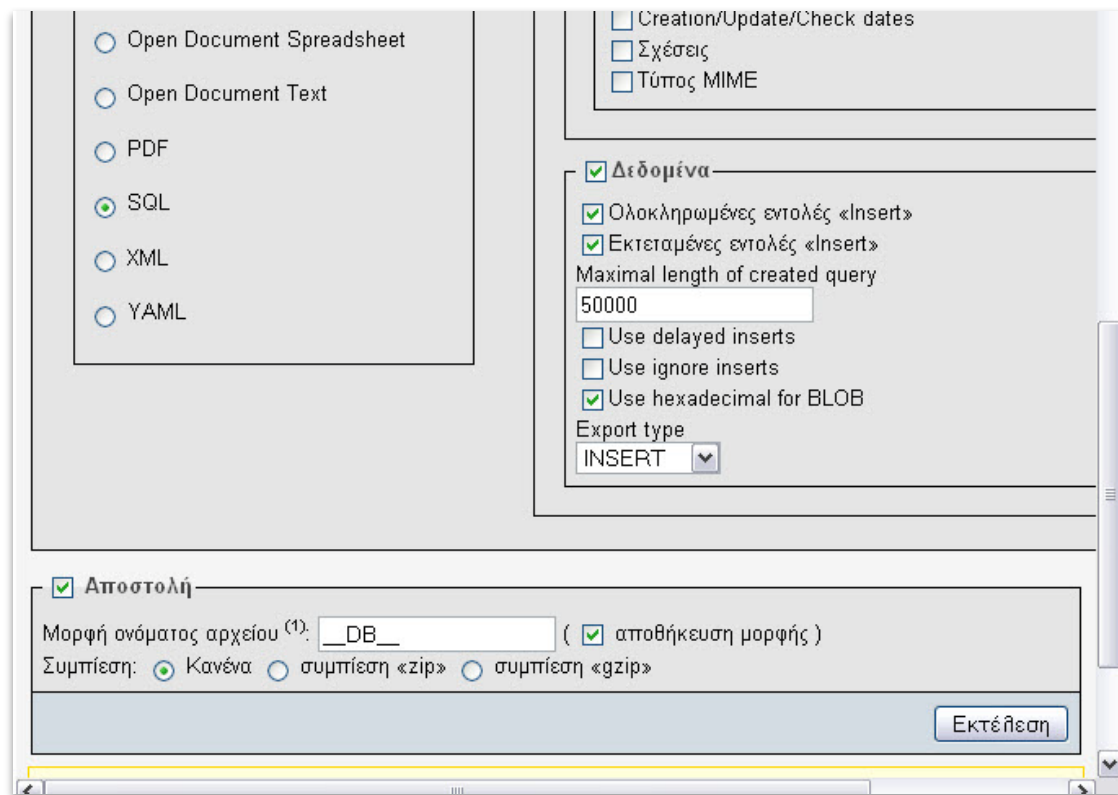 Open Document Spreadsheet
Open Document Text
PDF
SQL
XML
YAML
Creation/Update/Check dates
Σχέσεις
Τύπος MIME
Δεδομένα
Ολοκληρωμένες εντολές «Insert»
Εκτεταμένες εντολές «Insert»
Maximal length of created query
50000
Use delayed inserts
Use ignore inserts
Use hexadecimal for BLOB
Export type
INSERT
Αποστολή
Μορφή ονόματος αρχείου (1): __DB__ ( αποθήκευση μορφής )
Συμπίεση: Κανένα συμπίεση «zip» συμπίεση «gzip»
Εκτέλεση